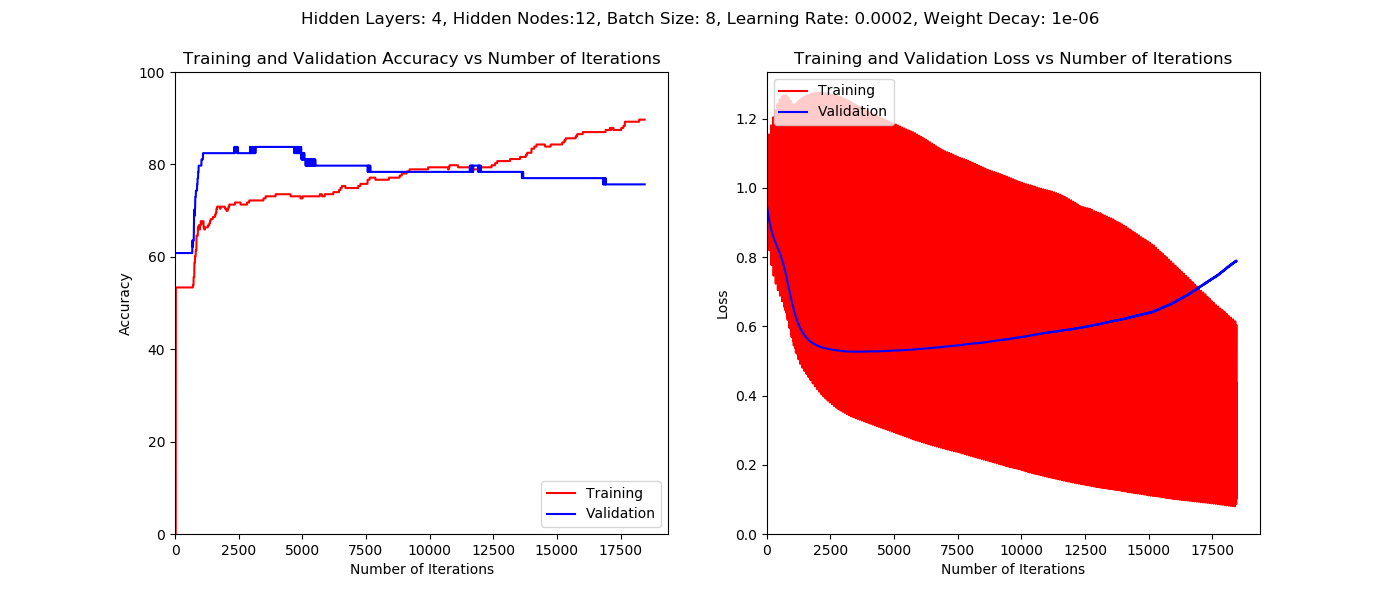 Hidden Layers: 4, Hidden Nodes:12, Batch Size: 8, Learning Rate: 0.0002, Weight Decay: 1e-06
Training and Validation Accuracy vs Number of Iterations
100
80
60
40
20
0
Accuracy
0 2500 5000 7500 10000 12500 15000 17500
Number of Iterations
Training
Validation
Training and Validation Loss vs Number of Iterations
1.2
1.0
0.8
0.6
0.4
0.2
0.0
Loss
0 2500 5000 7500 10000 12500 15000 17500
Number of Iterations
Training
Validation